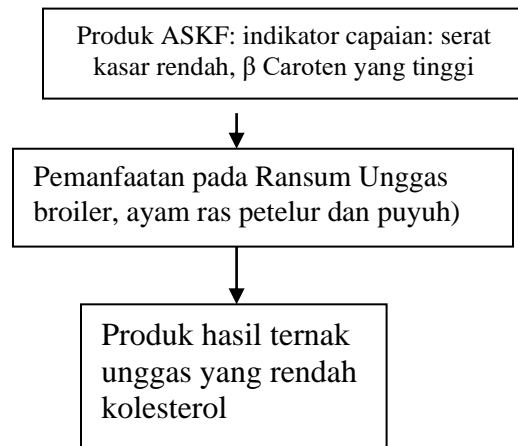 Produk ASKF: indikator capaian: serat
kasar rendah, β Caroten yang tinggi
Pemanfaatan pada Ransum Unggas
broiler, ayam ras petelur dan puyuh)
Produk hasil ternak
unggas yang rendah
kolesterol